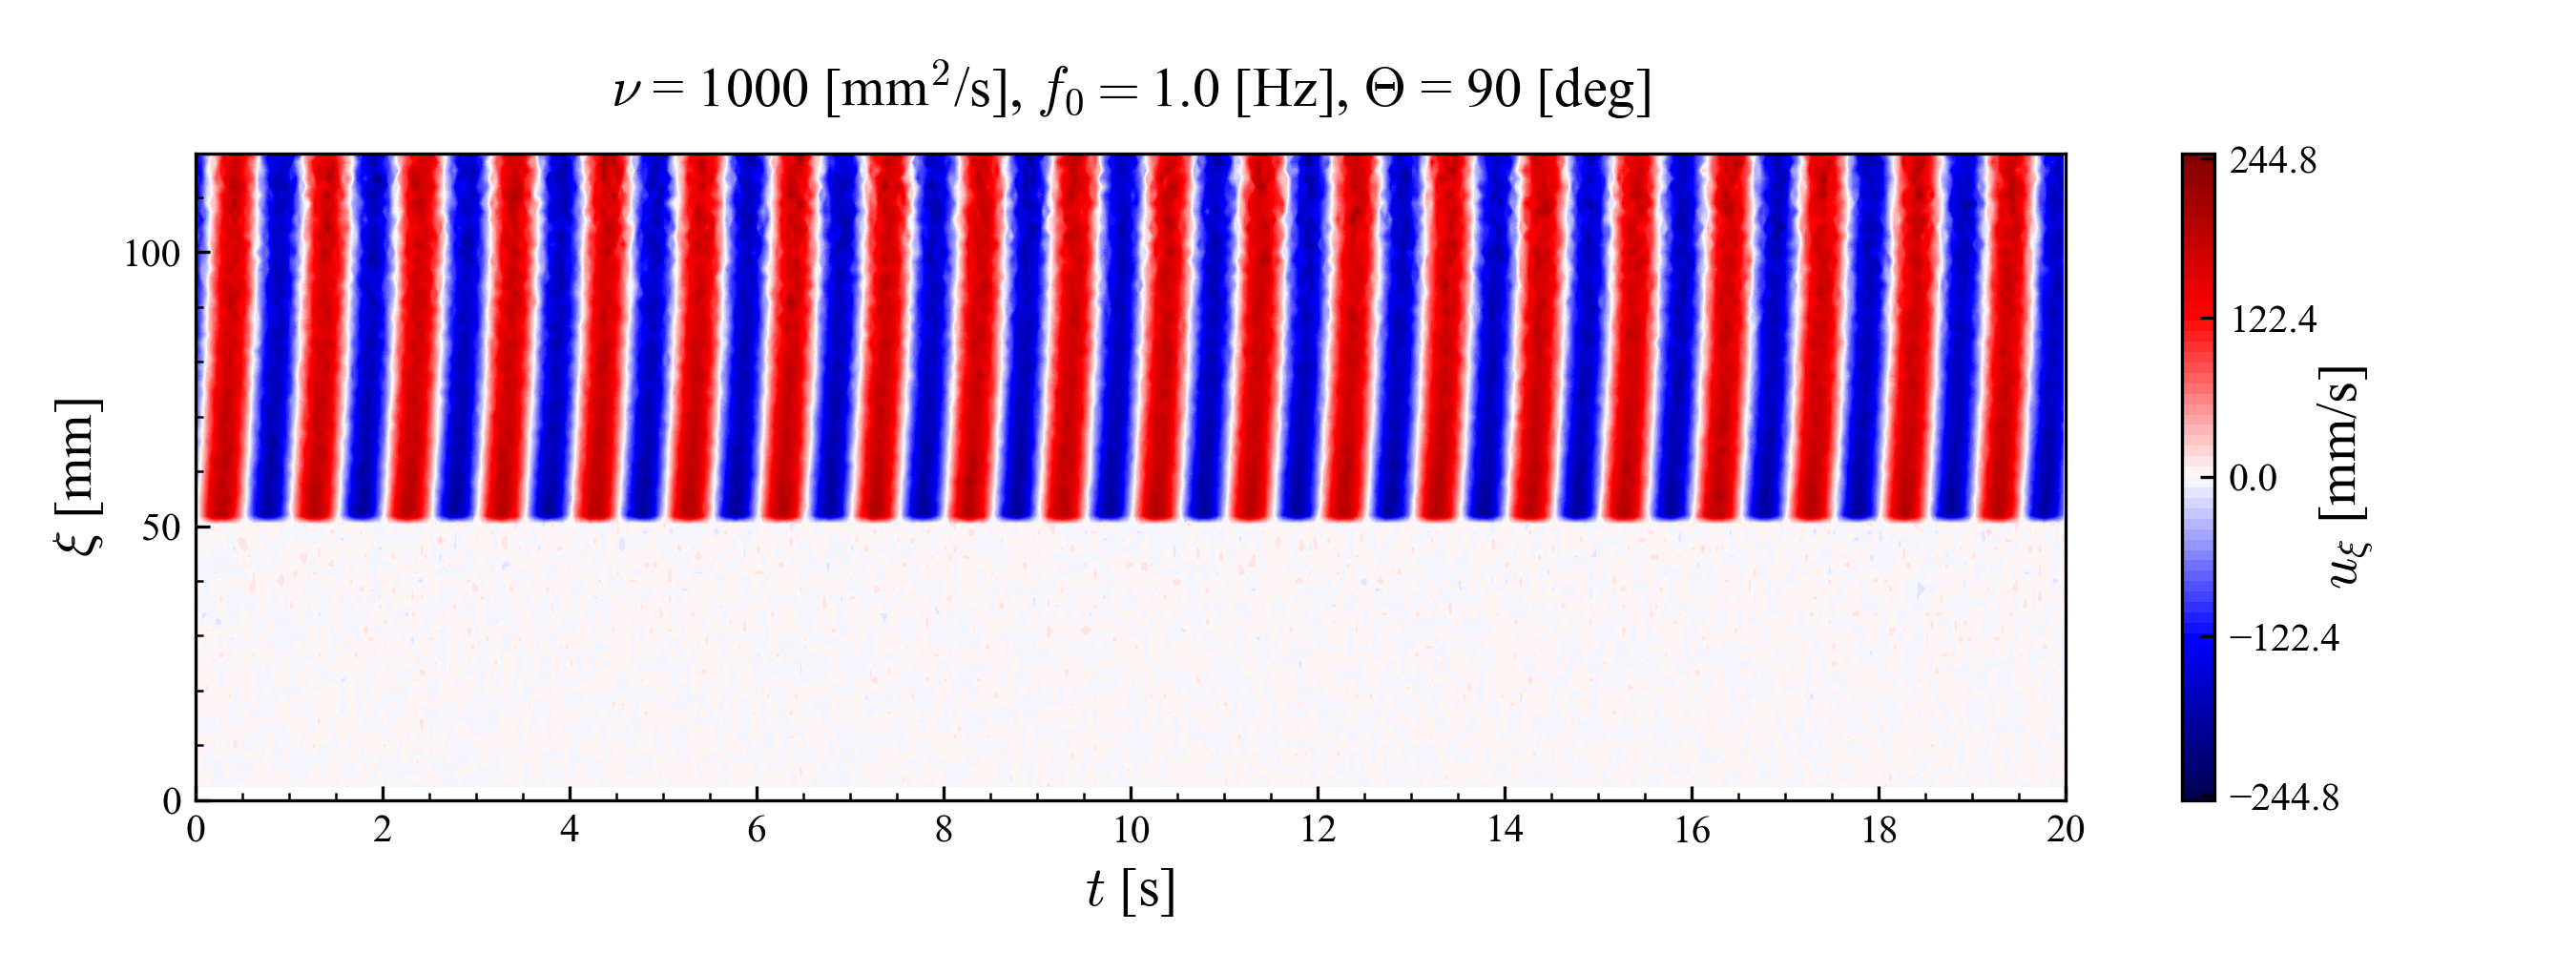 ν = 1000 [mm²/s], f₀ = 1.0 [Hz], Θ = 90 [deg]
ξ [mm]
100
50
0
0 2 4 6 8 10 12 14 16 18 20
t [s]
244.8
122.4
0.0
−122.4
−244.8
u_ξ [mm/s]